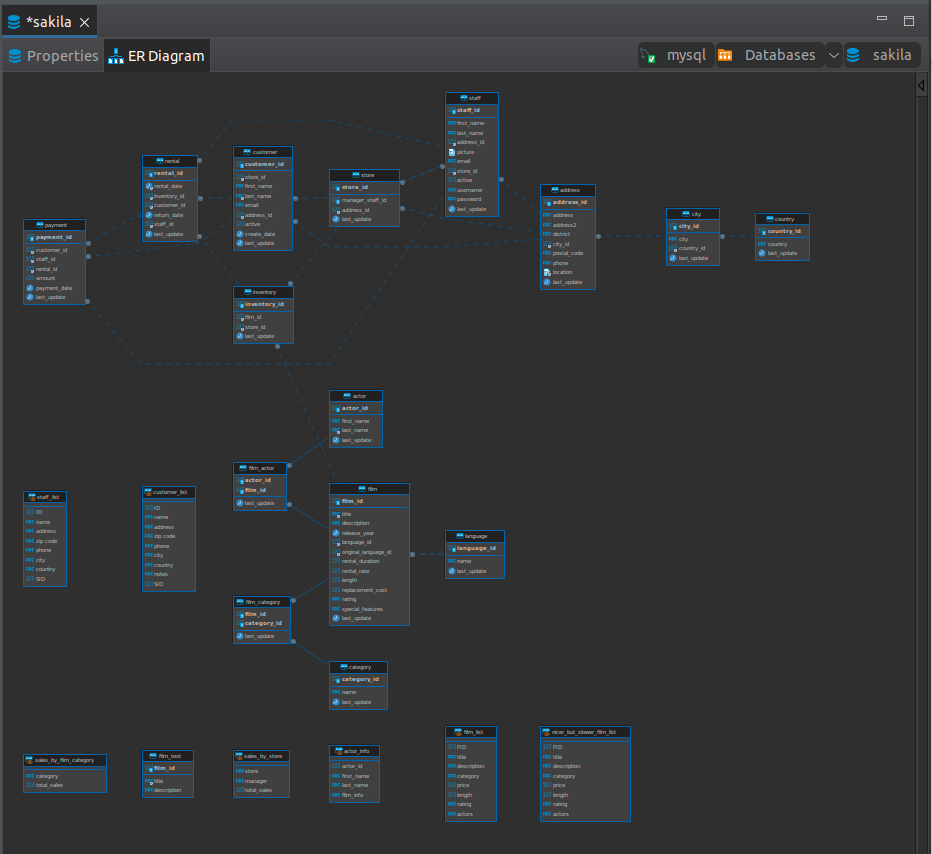 *sakila
Properties
ER Diagram
mysql
Databases
sakila
staff
staff_id
first_name
last_name
address_id
picture
email
store_id
active
username
password
last_update
customer
customer_id
store_id
first_name
last_name
email
address_id
active
create_date
last_update
rental
rental_id
rental_date
inventory_id
customer_id
return_date
staff_id
last_update
store
store_id
manager_staff_id
address_id
last_update
address
address_id
address
address2
district
city_id
postal_code
phone
location
last_update
city
city_id
city
country_id
last_update
country
country_id
country
last_update
payment
payment_id
customer_id
staff_id
rental_id
amount
payment_date
last_update
inventory
inventory_id
film_id
store_id
last_update
actor
actor_id
first_name
last_name
last_update
film_actor
actor_id
film_id
last_update
film
film_id
title
description
release_year
language_id
original_language_id
rental_duration
rental_rate
length
replacement_cost
rating
special_features
last_update
staff_list
ID
name
address
zip code
phone
city
country
SID
customer_list
ID
name
address
zip code
phone
city
country
notes
SID
language
language_id
name
last_update
film_category
film_id
category_id
last_update
category
category_id
name
last_update
sales_by_film_category
category
total_sales
film_text
film_id
title
description
sales_by_store
store
manager
total_sales
actor_info
actor_id
first_name
last_name
film_info
film_list
FID
title
description
category
price
length
rating
actors
nicer_but_slower_film_list
FID
title
description
category
price
length
rating
actors